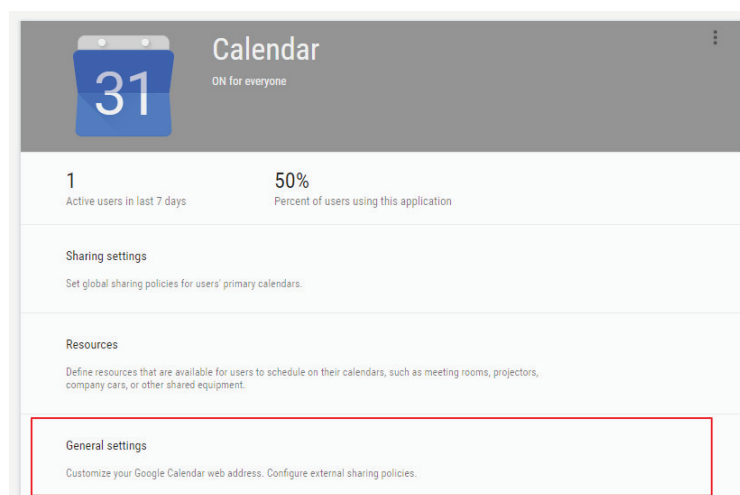 31
Calendar
ON for everyone
1
Active users in last 7 days
50%
Percent of users using this application
Sharing settings
Set global sharing policies for users' primary calendars.
Resources
Define resources that are available for users to schedule on their calendars, such as meeting rooms, projectors,
company cars, or other shared equipment.
General settings
Customize your Google Calendar web address. Configure external sharing policies.